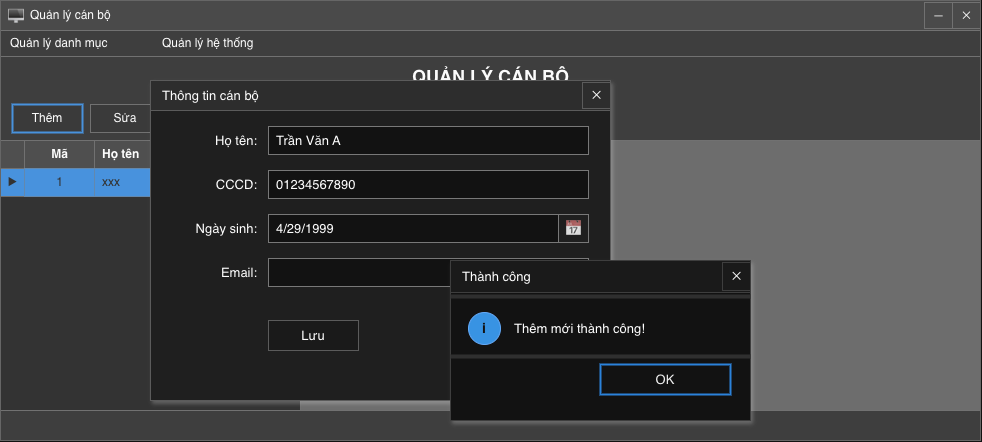 Quản lý cán bộ
Quản lý danh mục Quản lý hệ thống
QUẢN LÝ CÁN BỘ
Thêm Sửa
Mã Họ tên
1 xxx
Thông tin cán bộ
Họ tên: Trần Văn A
CCCD: 01234567890
Ngày sinh: 4/29/1999
17
Email:
Lưu
Thành công
i
Thêm mới thành công!
OK